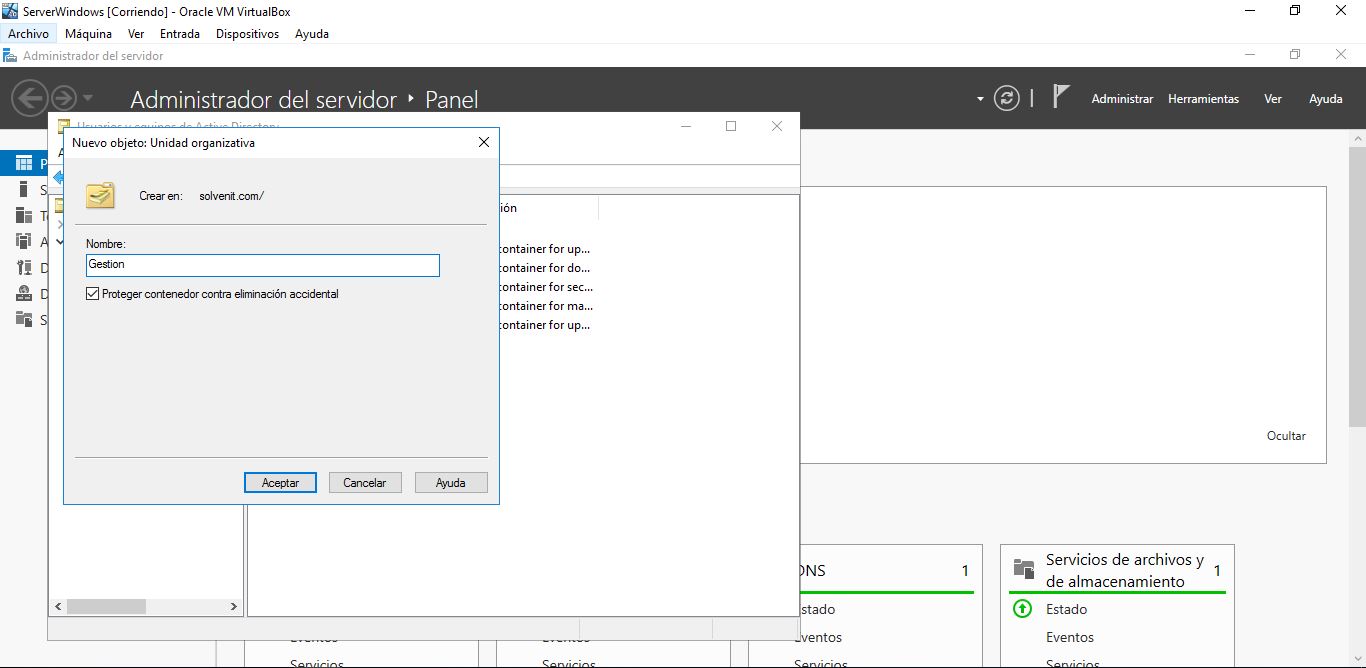 ServerWindows [Corriendo] - Oracle VM VirtualBox
Archivo Máquina Ver Entrada Dispositivos Ayuda
Administrador del servidor
Administrador del servidor Panel
Administrar Herramientas Ver Ayuda
Usuarios y equipos de Active Directory
Nuevo objeto: Unidad organizativa
Crear en: solvenit.com/
Nombre:
Gestion
Proteger contenedor contra eliminación accidental
Aceptar Cancelar Ayuda
ión
container for up...
container for do...
container for sec...
container for ma...
container for up...
Ocultar
DNS 1
Estado
Eventos
Servicios
Servicios de archivos y
de almacenamiento 1
Estado
Eventos
Servicios
Eventos
Servicios
Eventos
Servicios